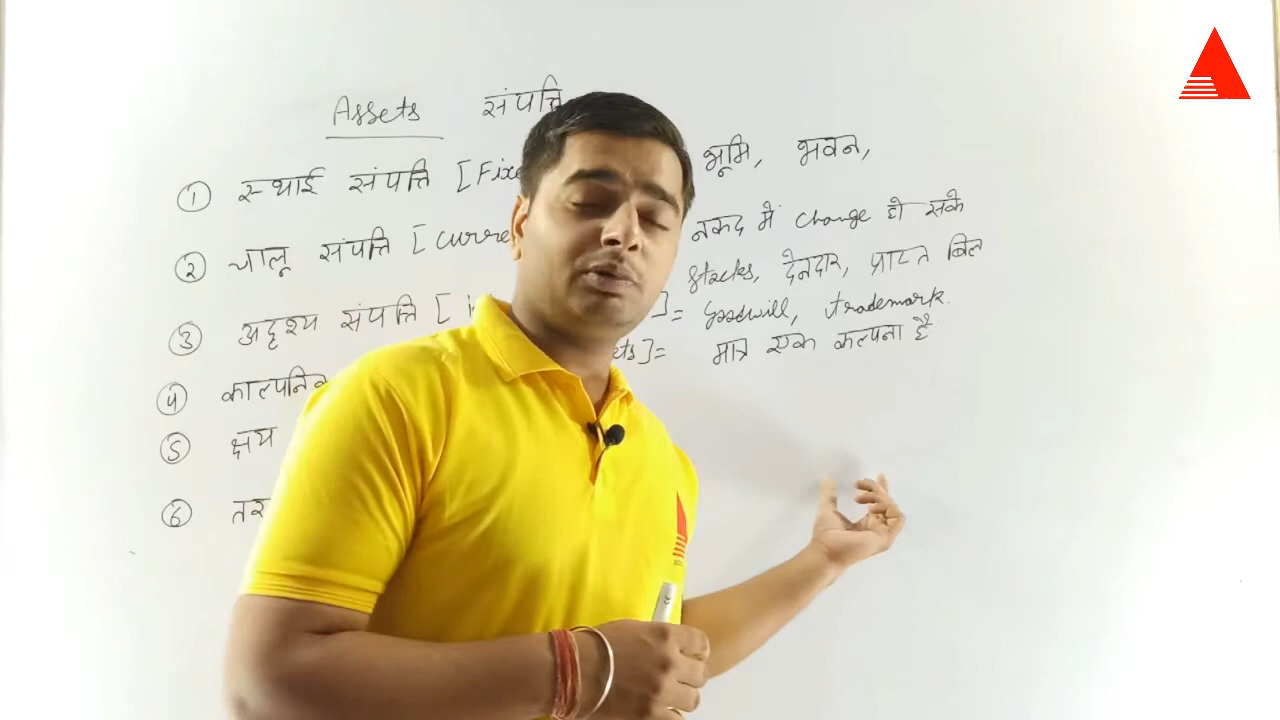 Assets संपत्ति
① स्थाई संपत्ति [Fixe भूमि, भवन,
② चालू संपत्ति [Curre नकद में change हो सके
stacks, देनदार, प्राप्त बिल
③ अदृश्य संपत्ति [ ] = Goodwill, trademark.
④ काल्पनिक ets] = मात्र एक कल्पना है
⑤ क्षय
⑥ तर